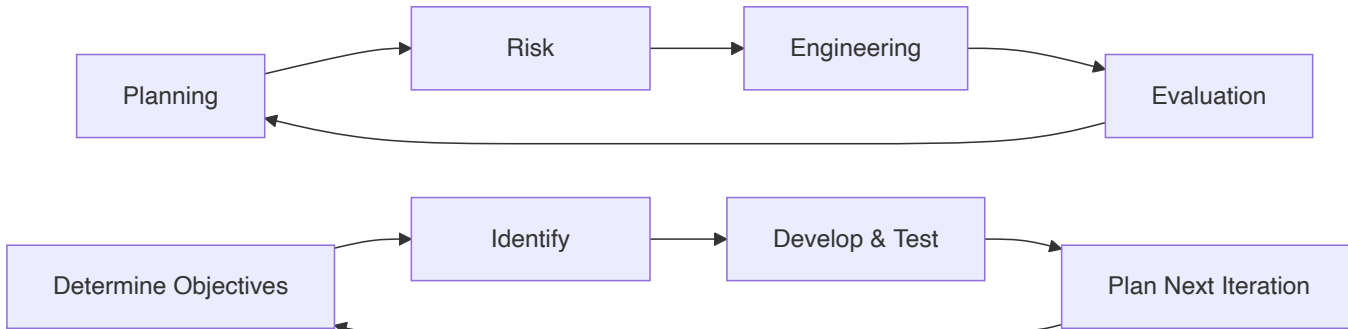 Planning
Risk
Engineering
Evaluation
Determine Objectives
Identify
Develop & Test
Plan Next Iteration